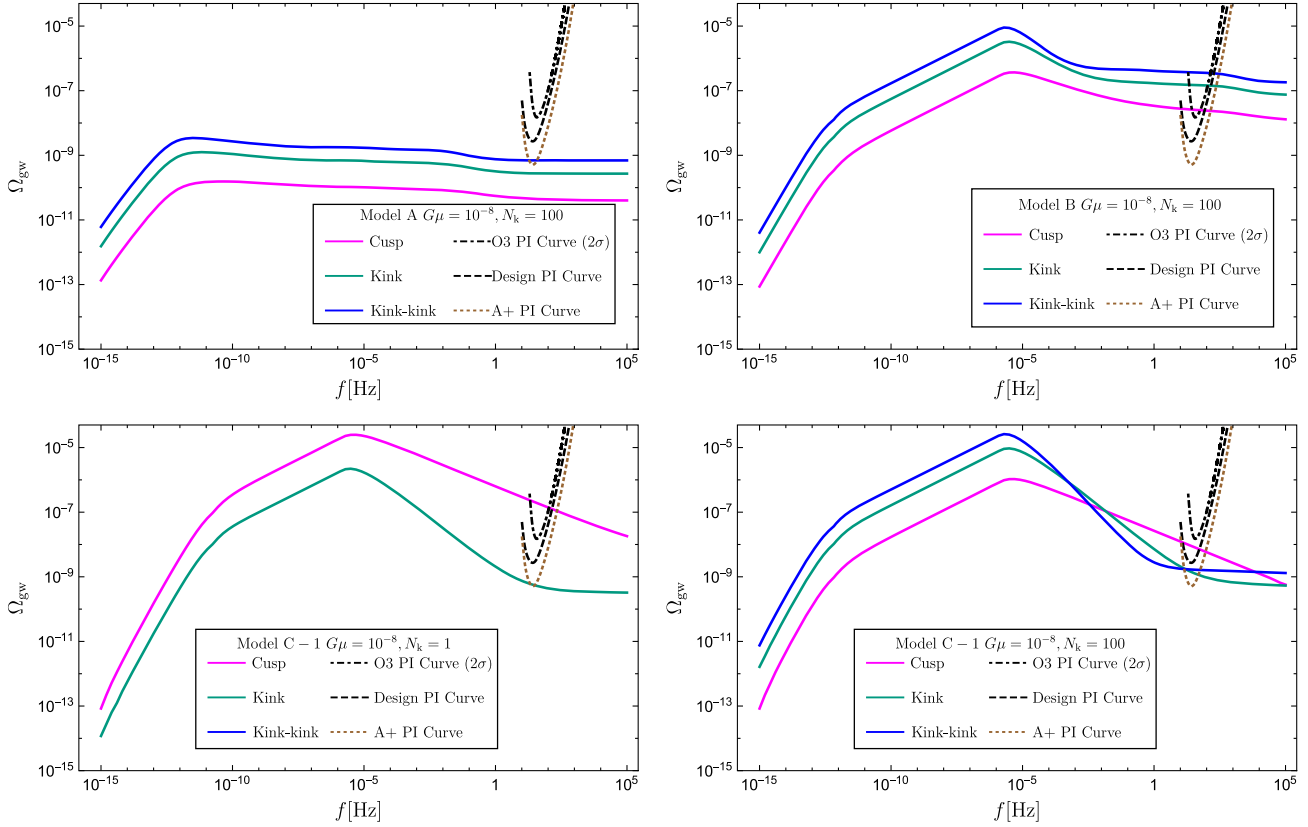 10⁻⁵
10⁻⁷
10⁻⁹
10⁻¹¹
10⁻¹³
10⁻¹⁵
Ω_gw
Model A Gμ = 10⁻⁸, N_k = 100
Cusp
O3 PI Curve (2σ)
Kink
Design PI Curve
Kink-kink
A+ PI Curve
10⁻¹⁵ 10⁻¹⁰ 10⁻⁵ 1 10⁵
f[Hz]
10⁻⁵
10⁻⁷
10⁻⁹
10⁻¹¹
10⁻¹³
10⁻¹⁵
Ω_gw
Model B Gμ = 10⁻⁸, N_k = 100
Cusp
O3 PI Curve (2σ)
Kink
Design PI Curve
Kink-kink
A+ PI Curve
10⁻¹⁵ 10⁻¹⁰ 10⁻⁵ 1 10⁵
f[Hz]
10⁻⁵
10⁻⁷
10⁻⁹
10⁻¹¹
10⁻¹³
10⁻¹⁵
Ω_gw
Model C − 1 Gμ = 10⁻⁸, N_k = 1
Cusp
O3 PI Curve (2σ)
Kink
Design PI Curve
Kink-kink
A+ PI Curve
10⁻¹⁵ 10⁻¹⁰ 10⁻⁵ 1 10⁵
f[Hz]
10⁻⁵
10⁻⁷
10⁻⁹
10⁻¹¹
10⁻¹³
10⁻¹⁵
Ω_gw
Model C − 1 Gμ = 10⁻⁸, N_k = 100
Cusp
O3 PI Curve (2σ)
Kink
Design PI Curve
Kink-kink
A+ PI Curve
10⁻¹⁵ 10⁻¹⁰ 10⁻⁵ 1 10⁵
f[Hz]